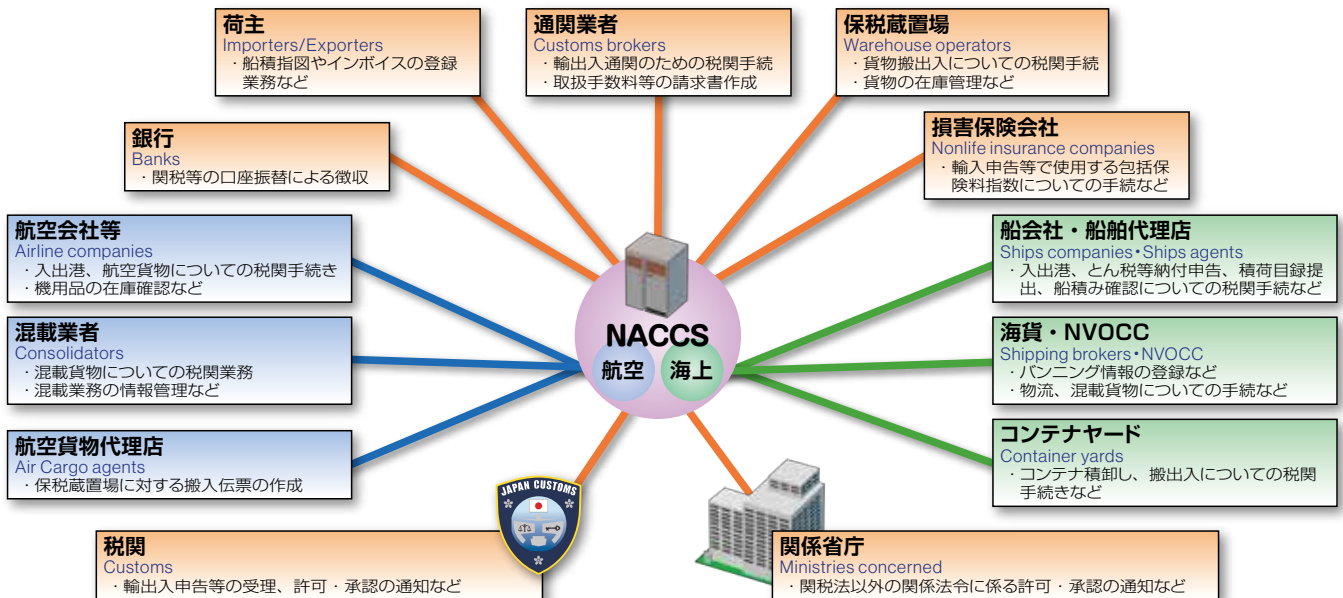 荷主
Importers/Exporters
・船積指図やインボイスの登録
業務など
通関業者
Customs brokers
・輸出入通関のための税関手続
・取扱手数料等の請求書作成
保税蔵置場
Warehouse operators
・貨物搬出入についての税関手続
・貨物の在庫管理など
銀行
Banks
・関税等の口座振替による徴収
損害保険会社
Nonlife insurance companies
・輸入申告等で使用する包括保
険料指数についての手続など
航空会社等
Airline companies
・入出港、航空貨物についての税関手続き
・機用品の在庫確認など
船会社・船舶代理店
Ships companies・Ships agents
・入出港、とん税等納付申告、積荷目録提
出、船積み確認についての税関手続など
NACCS
航空
海上
混載業者
Consolidators
・混載貨物についての税関業務
・混載業務の情報管理など
海貨・NVOCC
Shipping brokers・NVOCC
・バンニング情報の登録など
・物流、混載貨物についての手続など
航空貨物代理店
Air Cargo agents
・保税蔵置場に対する搬入伝票の作成
コンテナヤード
Container yards
・コンテナ積卸し、搬出入についての税関
手続きなど
JAPAN CUSTOMS
税関
Customs
・輸出入申告等の受理、許可・承認の通知など
関係省庁
Ministries concerned
・関税法以外の関係法令に係る許可・承認の通知など